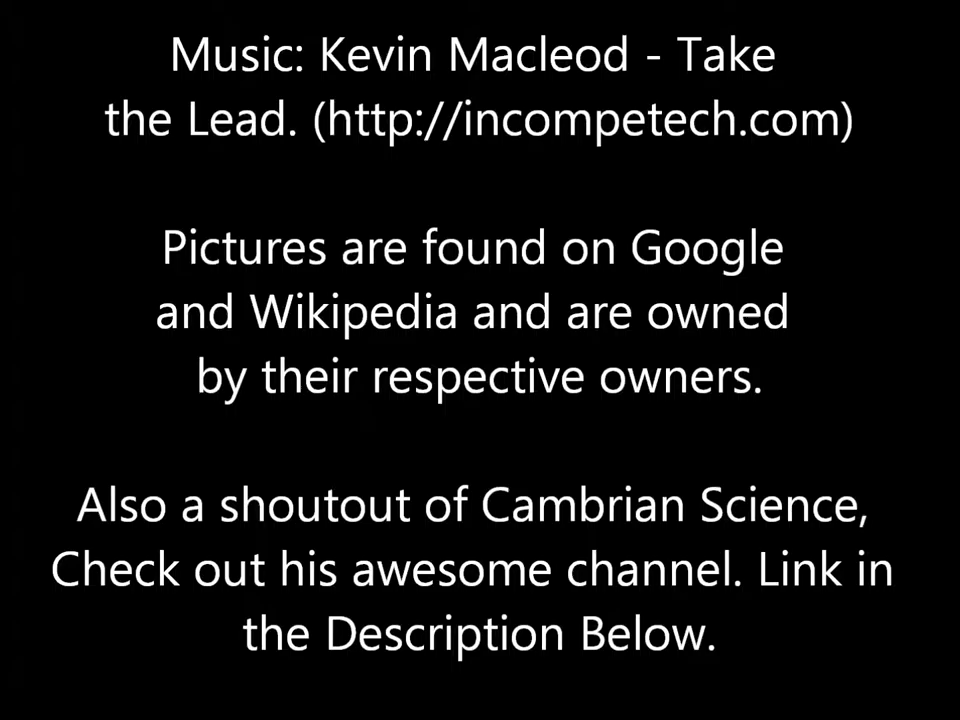 Music: Kevin Macleod - Take
the Lead. (http://incompetech.com)
Pictures are found on Google
and Wikipedia and are owned
by their respective owners.
Also a shoutout of Cambrian Science,
Check out his awesome channel. Link in
the Description Below.